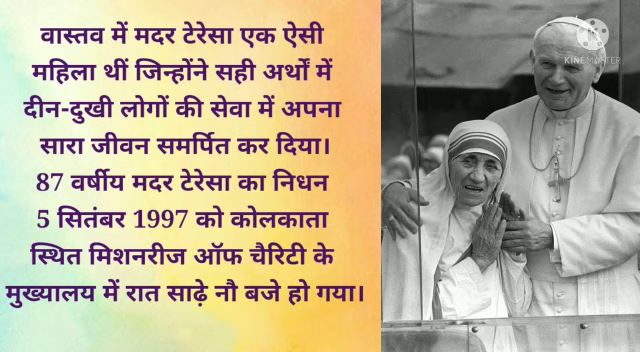 वास्तव में मदर टेरेसा एक ऐसी
महिला थीं जिन्होंने सही अर्थों में
दीन-दुखी लोगों की सेवा में अपना
सारा जीवन समर्पित कर दिया।
87 वर्षीय मदर टेरेसा का निधन
5 सितंबर 1997 को कोलकाता
स्थित मिशनरीज ऑफ चैरिटी के
मुख्यालय में रात साढ़े नौ बजे हो गया।
KINEMASTER